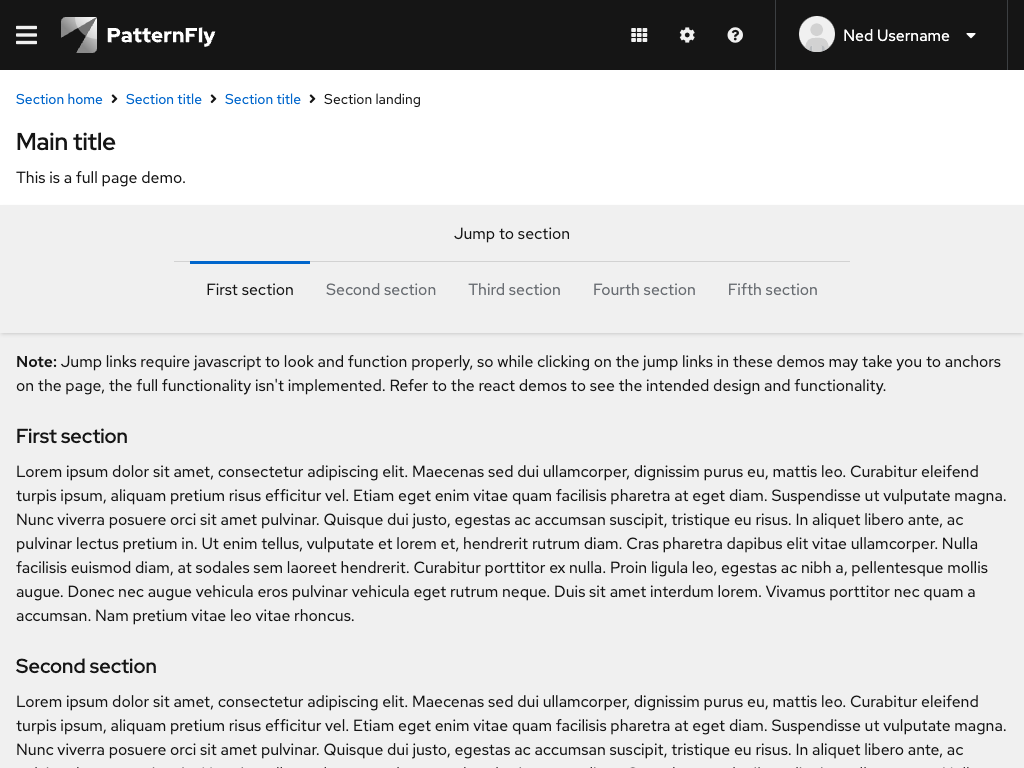 PatternFly
Ned Username
Section home Section title Section title Section landing
Main title
This is a full page demo.
Jump to section
First section Second section Third section Fourth section Fifth section
Note: Jump links require javascript to look and function properly, so while clicking on the jump links in these demos may take you to anchors
on the page, the full functionality isn't implemented. Refer to the react demos to see the intended design and functionality.
First section
Lorem ipsum dolor sit amet, consectetur adipiscing elit. Maecenas sed dui ullamcorper, dignissim purus eu, mattis leo. Curabitur eleifend
turpis ipsum, aliquam pretium risus efficitur vel. Etiam eget enim vitae quam facilisis pharetra at eget diam. Suspendisse ut vulputate magna.
Nunc viverra posuere orci sit amet pulvinar. Quisque dui justo, egestas ac accumsan suscipit, tristique eu risus. In aliquet libero ante, ac
pulvinar lectus pretium in. Ut enim tellus, vulputate et lorem et, hendrerit rutrum diam. Cras pharetra dapibus elit vitae ullamcorper. Nulla
facilisis euismod diam, at sodales sem laoreet hendrerit. Curabitur porttitor ex nulla. Proin ligula leo, egestas ac nibh a, pellentesque mollis
augue. Donec nec augue vehicula eros pulvinar vehicula eget rutrum neque. Duis sit amet interdum lorem. Vivamus porttitor nec quam a
accumsan. Nam pretium vitae leo vitae rhoncus.
Second section
Lorem ipsum dolor sit amet, consectetur adipiscing elit. Maecenas sed dui ullamcorper, dignissim purus eu, mattis leo. Curabitur eleifend
turpis ipsum, aliquam pretium risus efficitur vel. Etiam eget enim vitae quam facilisis pharetra at eget diam. Suspendisse ut vulputate magna.
Nunc viverra posuere orci sit amet pulvinar. Quisque dui justo, egestas ac accumsan suscipit, tristique eu risus. In aliquet libero ante, ac